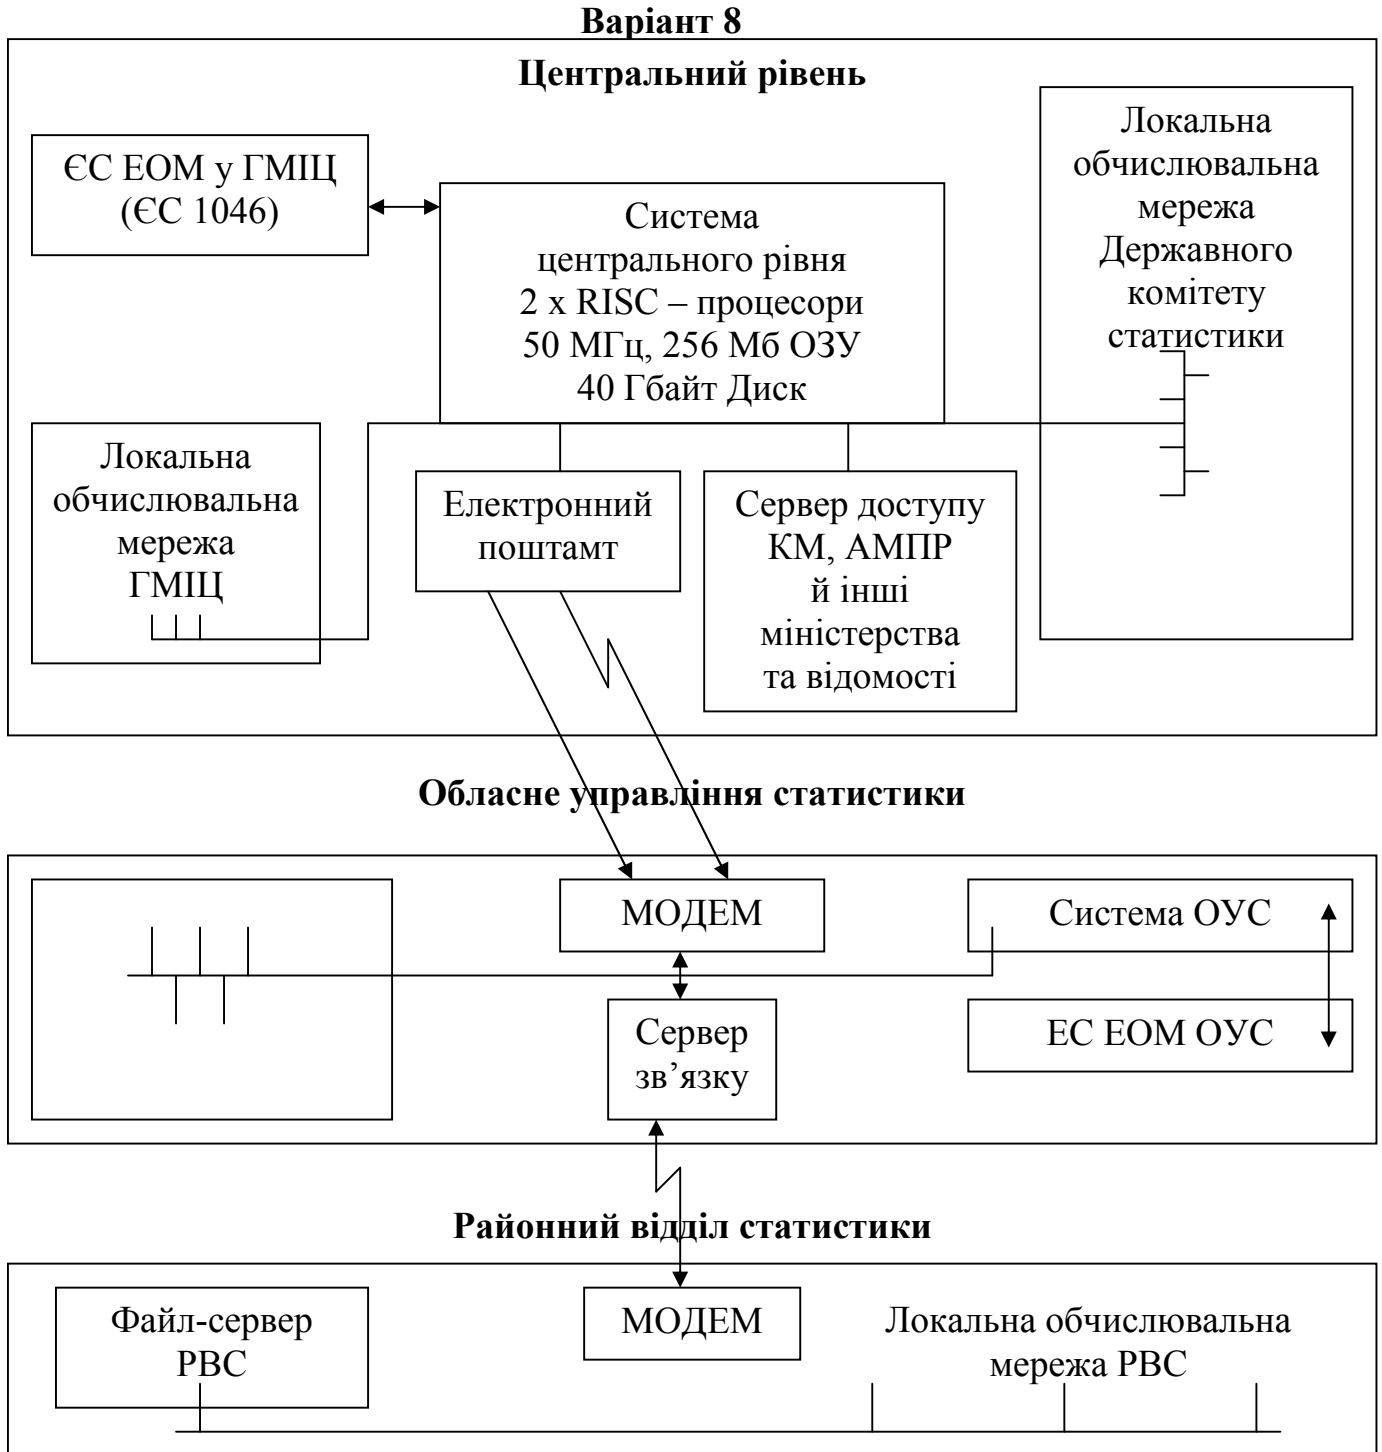 Варіант 8
Центральний рівень
ЄС ЕОМ у ГМІЦ
(ЄС 1046)
Система
центрального рівня
2 х RISC – процесори
50 МГц, 256 Мб ОЗУ
40 Гбайт Диск
Локальна
обчислювальна
мережа
Державного
комітету
статистики
Локальна
обчислювальна
мережа
ГМІЦ
Електронний
поштамт
Сервер доступу
КМ, АМПР
й інші
міністерства
та відомості
Обласне управління статистики
МОДЕМ
Система ОУС
Сервер
зв’язку
ЕС ЕОМ ОУС
Районний відділ статистики
Файл-сервер
РВС
МОДЕМ
Локальна обчислювальна
мережа РВС